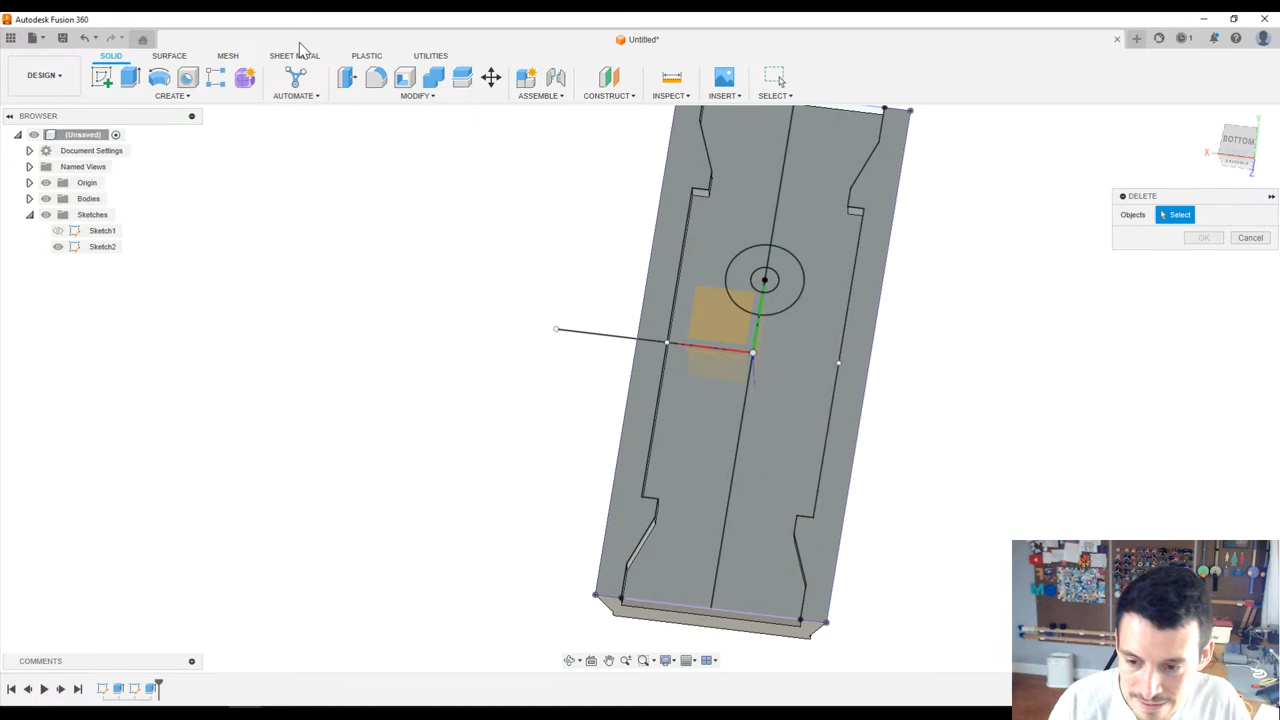 Autodesk Fusion 360
Untitled*
1
SOLID
SURFACE
MESH
SHEET METAL
PLASTIC
UTILITIES
DESIGN
CREATE
AUTOMATE
MODIFY
ASSEMBLE
CONSTRUCT
INSPECT
INSERT
SELECT
BROWSER
(Unsaved)
Document Settings
Named Views
Origin
Bodies
Sketches
Sketch1
Sketch2
Y
BOTTOM
X
Z
DELETE
Objects
Select
OK
Cancel
COMMENTS